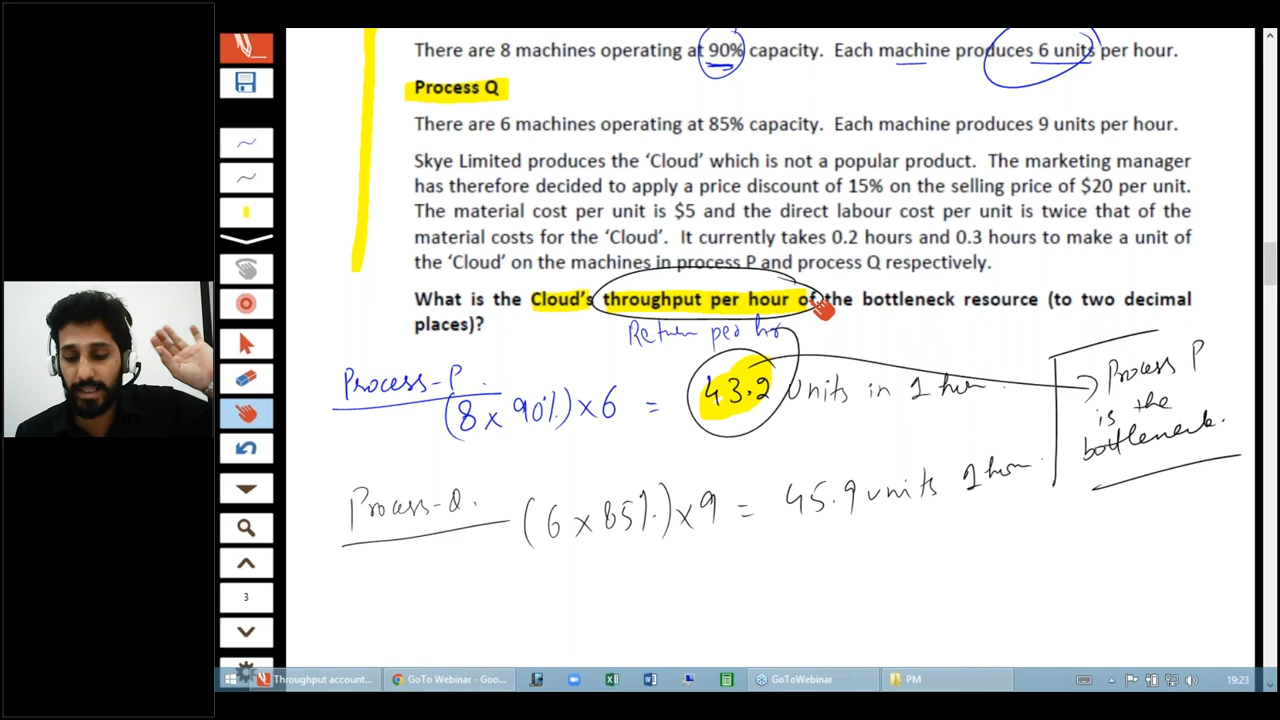 There are 8 machines operating at 90% capacity. Each machine produces 6 units per hour.
Process Q
There are 6 machines operating at 85% capacity. Each machine produces 9 units per hour.
Skye Limited produces the ‘Cloud’ which is not a popular product. The marketing manager
has therefore decided to apply a price discount of 15% on the selling price of $20 per unit.
The material cost per unit is $5 and the direct labour cost per unit is twice that of the
material costs for the ‘Cloud’. It currently takes 0.2 hours and 0.3 hours to make a unit of
the ‘Cloud’ on the machines in process P and process Q respectively.
What is the Cloud’s throughput per hour of the bottleneck resource (to two decimal
places)?
Return per hr
Process-P
(8 x 90%) x 6 = 43.2 Units in 1 hour.
Process P
is the
bottleneck.
Process-Q.
(6 x 85%) x 9 = 45.9 units 1 hour.
3
Throughput account...
GoTo Webinar - Goo...
GoToWebinar
PM
19:23